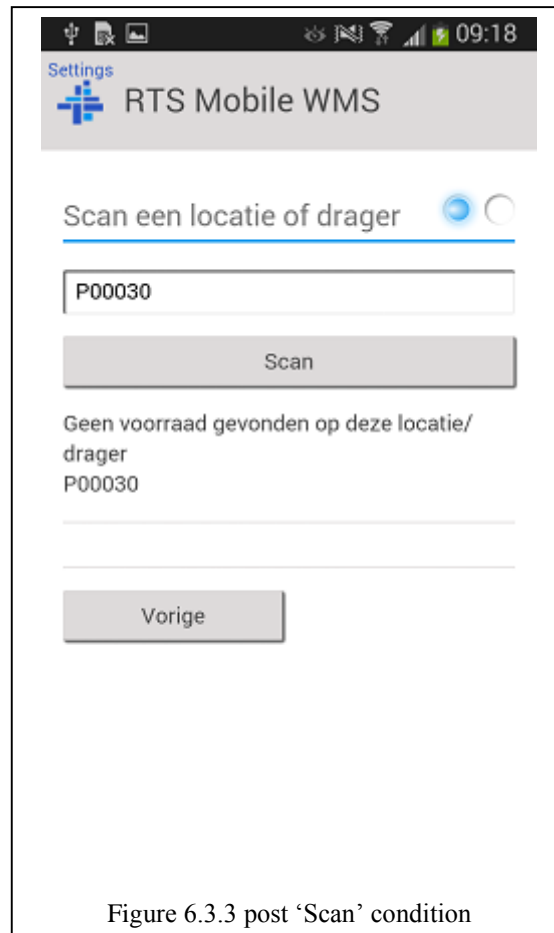 09:18
Settings
RTS Mobile WMS
Scan een locatie of drager
P00030
Scan
Geen voorraad gevonden op deze locatie/
drager
P00030
Vorige
Figure 6.3.3 post ‘Scan’ condition